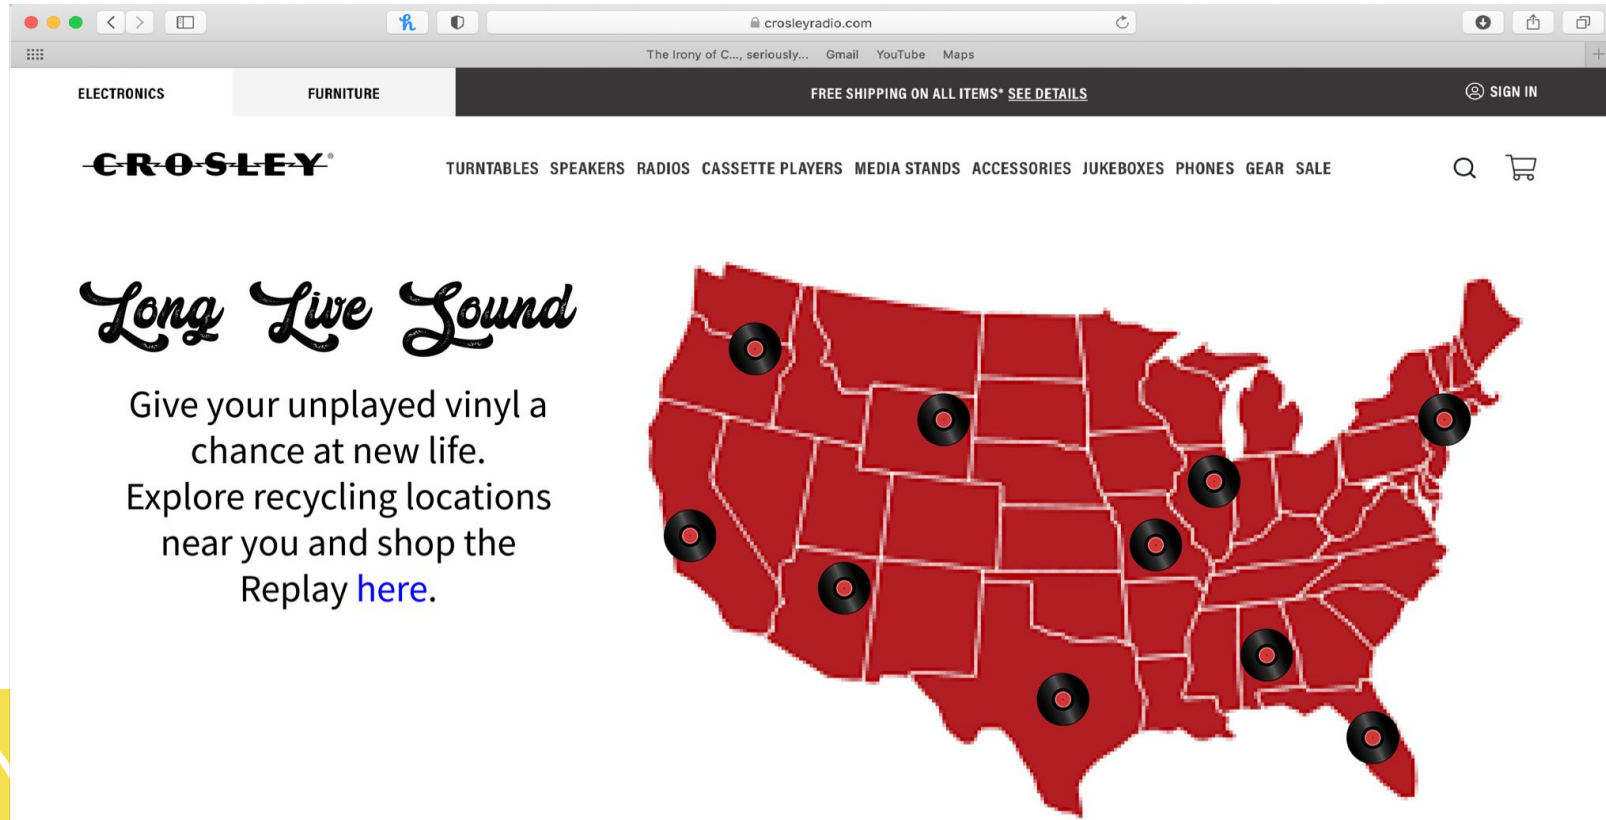 crosleyradio.com
The Irony of C..., seriously... Gmail YouTube Maps
ELECTRONICS FURNITURE FREE SHIPPING ON ALL ITEMS* SEE DETAILS SIGN IN
CROSLEY®
TURNTABLES SPEAKERS RADIOS CASSETTE PLAYERS MEDIA STANDS ACCESSORIES JUKEBOXES PHONES GEAR SALE
Long Live Sound
Give your unplayed vinyl a
chance at new life.
Explore recycling locations
near you and shop the
Replay here.